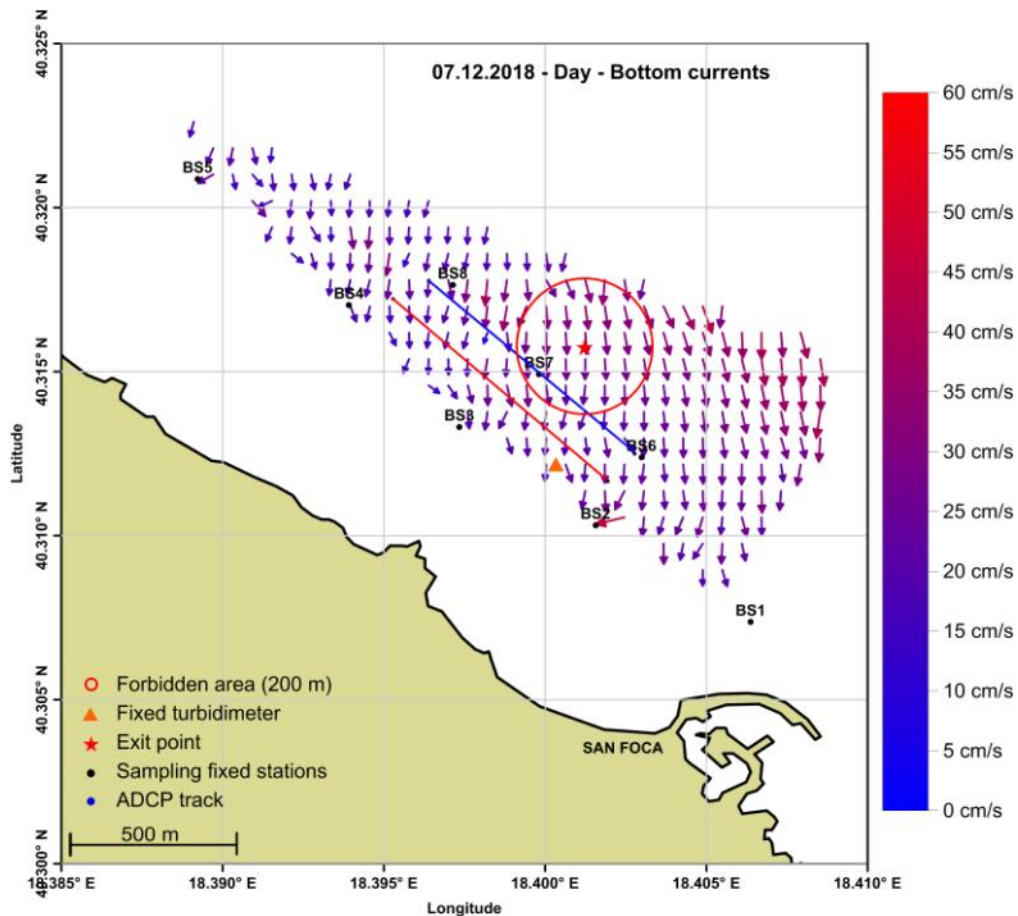 07.12.2018 - Day - Bottom currents
40.325° N
40.320° N
40.315° N
40.310° N
40.305° N
40.300° N
Latitude
BS5
BS8
BS4
BS7
BS3
BS6
BS2
BS1
SAN FOCA
Forbidden area (200 m)
Fixed turbidimeter
Exit point
Sampling fixed stations
ADCP track
500 m
18.385° E
18.390° E
18.395° E
18.400° E
18.405° E
18.410° E
Longitude
60 cm/s
55 cm/s
50 cm/s
45 cm/s
40 cm/s
35 cm/s
30 cm/s
25 cm/s
20 cm/s
15 cm/s
10 cm/s
5 cm/s
0 cm/s